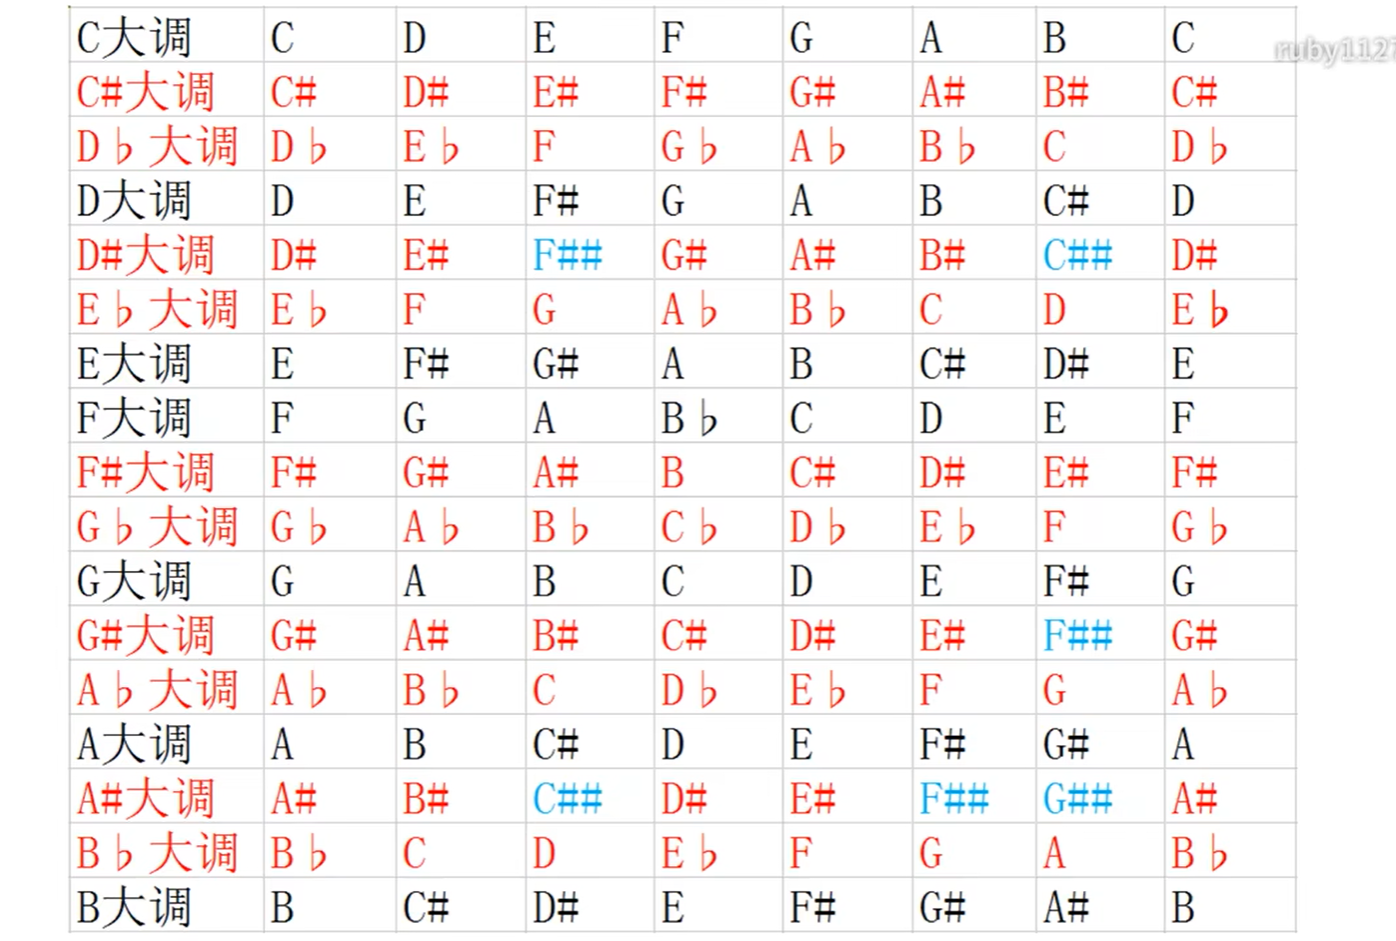 C大调 C D E F G A B C
ruby1127
C#大调 C# D# E# F# G# A# B# C#
D♭大调 D♭ E♭ F G♭ A♭ B♭ C D♭
D大调 D E F# G A B C# D
D#大调 D# E# F## G# A# B# C## D#
E♭大调 E♭ F G A♭ B♭ C D E♭
E大调 E F# G# A B C# D# E
F大调 F G A B♭ C D E F
F#大调 F# G# A# B C# D# E# F#
G♭大调 G♭ A♭ B♭ C♭ D♭ E♭ F G♭
G大调 G A B C D E F# G
G#大调 G# A# B# C# D# E# F## G#
A♭大调 A♭ B♭ C D♭ E♭ F G A♭
A大调 A B C# D E F# G# A
A#大调 A# B# C## D# E# F## G## A#
B♭大调 B♭ C D E♭ F G A B♭
B大调 B C# D# E F# G# A# B